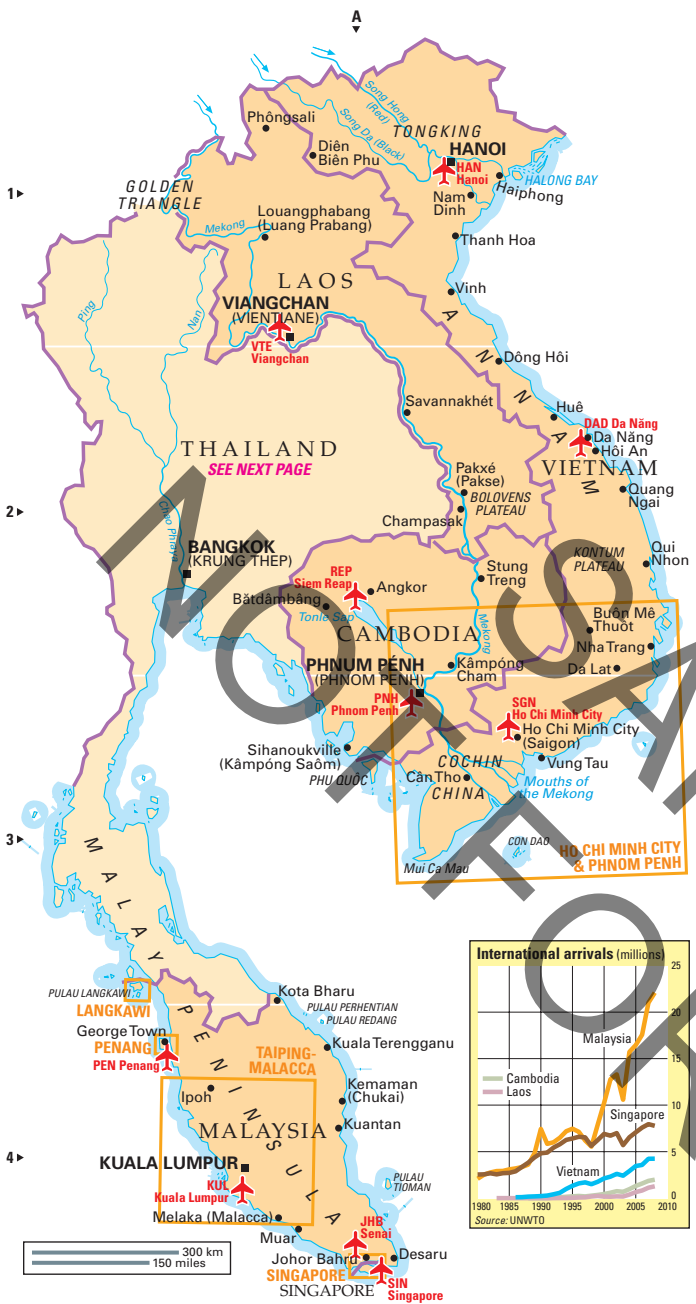 A
1
2
3
4
Phôngsali
Song Hong
(Red)
Song Da (Black)
TONGKING
HANOI
HAN
Hanoi
Diên
Biên Phu
HALONG BAY
Haiphong
Nam
Dinh
GOLDEN
TRIANGLE
Louangphabang
(Luang Prabang)
Mekong
Thanh Hoa
LAOS
Vinh
VIANGCHAN
(VIENTIANE)
VTE
Viangchan
Ping
Nan
ANNAM
Dông Hôi
Savannakhét
Huê
DAD Da Năng
Da Năng
Hôi An
THAILAND
SEE NEXT PAGE
VIETNAM
Pakxé
(Pakse)
BOLOVENS
PLATEAU
Quang
Ngai
Champasak
Chao Phraya
BANGKOK
(KRUNG THEP)
KONTUM
PLATEAU
Qui
Nhon
REP
Siem Reap
Angkor
Stung
Treng
Bătdâmbâng
Tonle Sap
CAMBODIA
Mekong
Buôn Mê
Thuôt
Nha Trang
PHNUM PÉNH
(PHNOM PENH)
Kâmpóng
Cham
Da Lat
PNH
Phnom Penh
SGN
Ho Chi Minh City
Ho Chi Minh City
(Saigon)
Sihanoukville
(Kâmpóng Saôm)
PHU QUÔC
COCHIN
CHINA
Cân Tho
Vung Tau
Mouths of
the Mekong
CON DAO
Mui Ca Mau
HO CHI MINH CITY
& PHNOM PENH
MALAY
PENINSULA
PULAU LANGKAWI
LANGKAWI
Kota Bharu
PULAU PERHENTIAN
PULAU REDANG
George Town
PENANG
PEN Penang
Kuala Terengganu
TAIPING-
MALACCA
Ipoh
Kemaman
(Chukai)
MALAYSIA
Kuantan
KUALA LUMPUR
KUL
Kuala Lumpur
PULAU
TIOMAN
Melaka (Malacca)
Muar
JHB
Senai
Johor Bahru
Desaru
SINGAPORE
SINGAPORE
SIN
Singapore
300 km
150 miles
International arrivals (millions)
25
20
15
10
5
0
Malaysia
Cambodia
Laos
Singapore
Vietnam
1980 1985 1990 1995 2000 2005 2010
Source: UNWTO
NOT
SA
FO